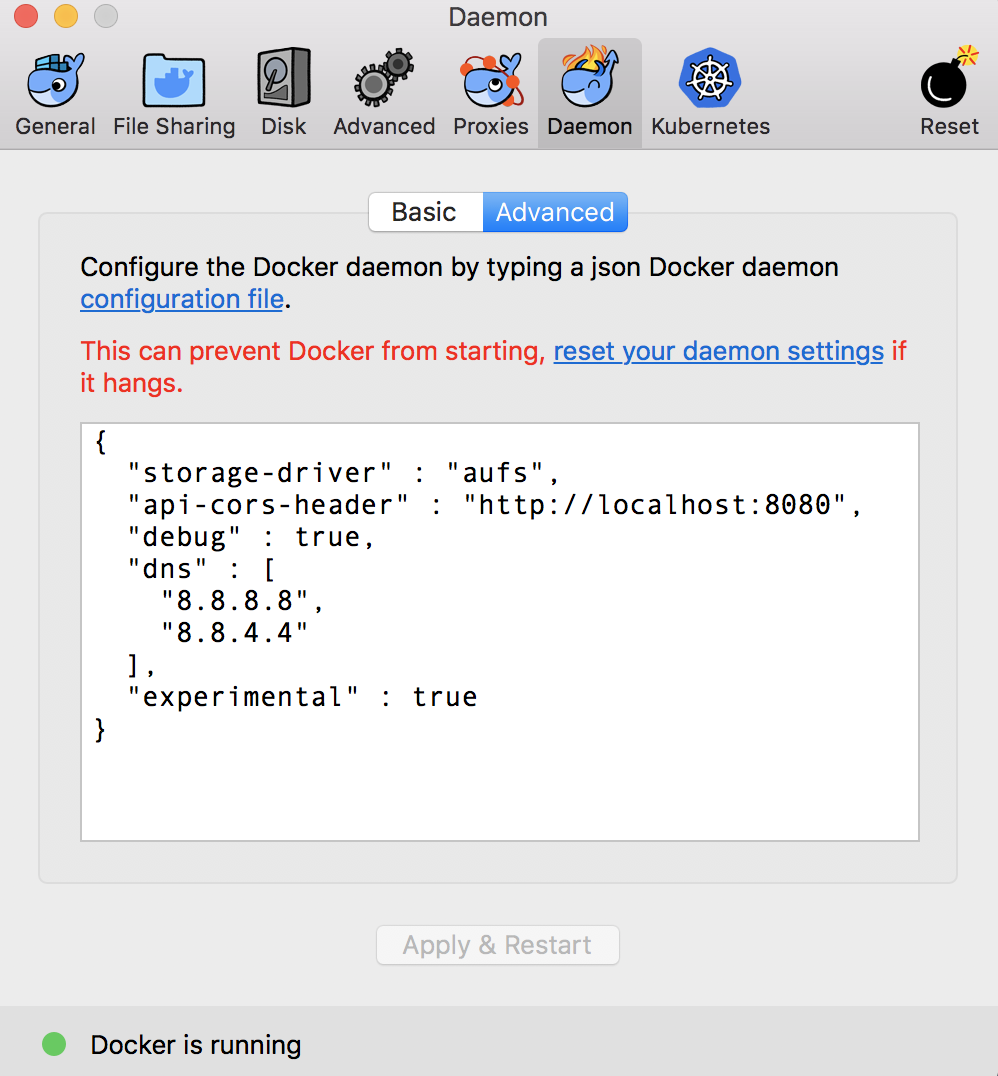 Daemon
General File Sharing Disk Advanced Proxies Daemon Kubernetes Reset
Basic Advanced
Configure the Docker daemon by typing a json Docker daemon
configuration file.
This can prevent Docker from starting, reset your daemon settings if
it hangs.
{
  "storage-driver" : "aufs",
  "api-cors-header" : "http://localhost:8080",
  "debug" : true,
  "dns" : [
    "8.8.8.8",
    "8.8.4.4"
  ],
  "experimental" : true
}
Apply & Restart
Docker is running